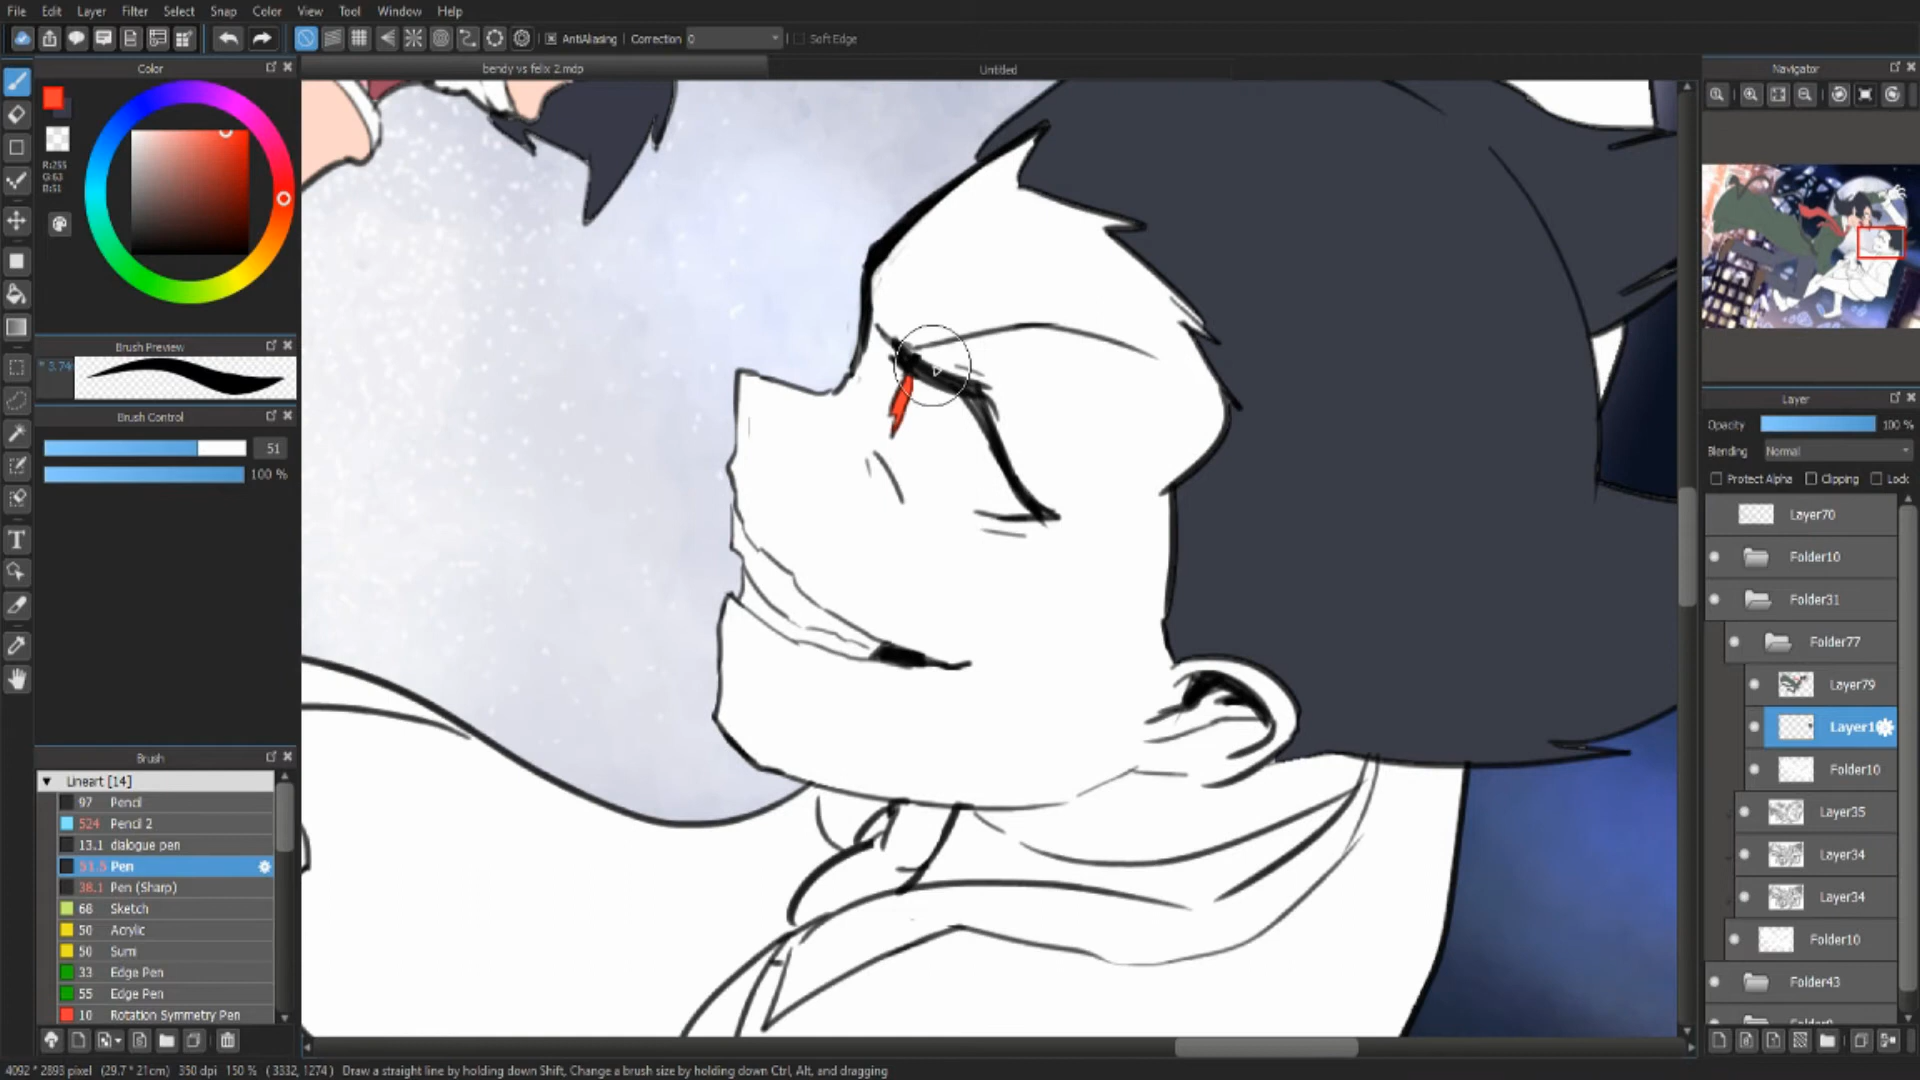 File Edit Layer Filter Select Snap Color View Tool Window Help
AntiAliasing Correction 0 Soft Edge
Color
bendy vs felix 2.mdp
Untitled
Navigator
R:255
G:63
B:51
Brush Preview
* 3.74
Brush Control
51
100 %
Brush
Lineart [14]
97 Pencil
524 Pencil 2
13.1 dialogue pen
51.5 Pen
38.1 Pen (Sharp)
68 Sketch
50 Acrylic
50 Sumi
33 Edge Pen
55 Edge Pen
10 Rotation Symmetry Pen
Layer
Opacity 100 %
Blending Normal
Protect Alpha Clipping Lock
Layer70
Folder10
Folder31
Folder77
Layer79
Layer1
Folder10
Layer35
Layer34
Layer34
Folder10
Folder43
4092 * 2893 pixel (29.7 * 21cm) 350 dpi 150 % ( 3332, 1274 ) Draw a straight line by holding down Shift, Change a brush size by holding down Ctrl, Alt, and dragging